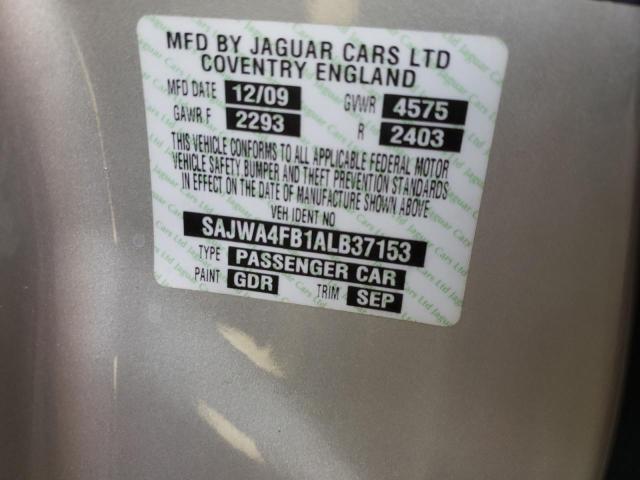 MFD BY JAGUAR CARS LTD
COVENTRY ENGLAND
MFD DATE 12/09 GVWR 4575
GAWR F 2293 R 2403
THIS VEHICLE CONFORMS TO ALL APPLICABLE FEDERAL MOTOR
VEHICLE SAFETY, BUMPER AND THEFT PREVENTION STANDARDS
IN EFFECT ON THE DATE OF MANUFACTURE SHOWN ABOVE.
VEH IDENT NO
SAJWA4FB1ALB37153
TYPE PASSENGER CAR
PAINT GDR TRIM SEP